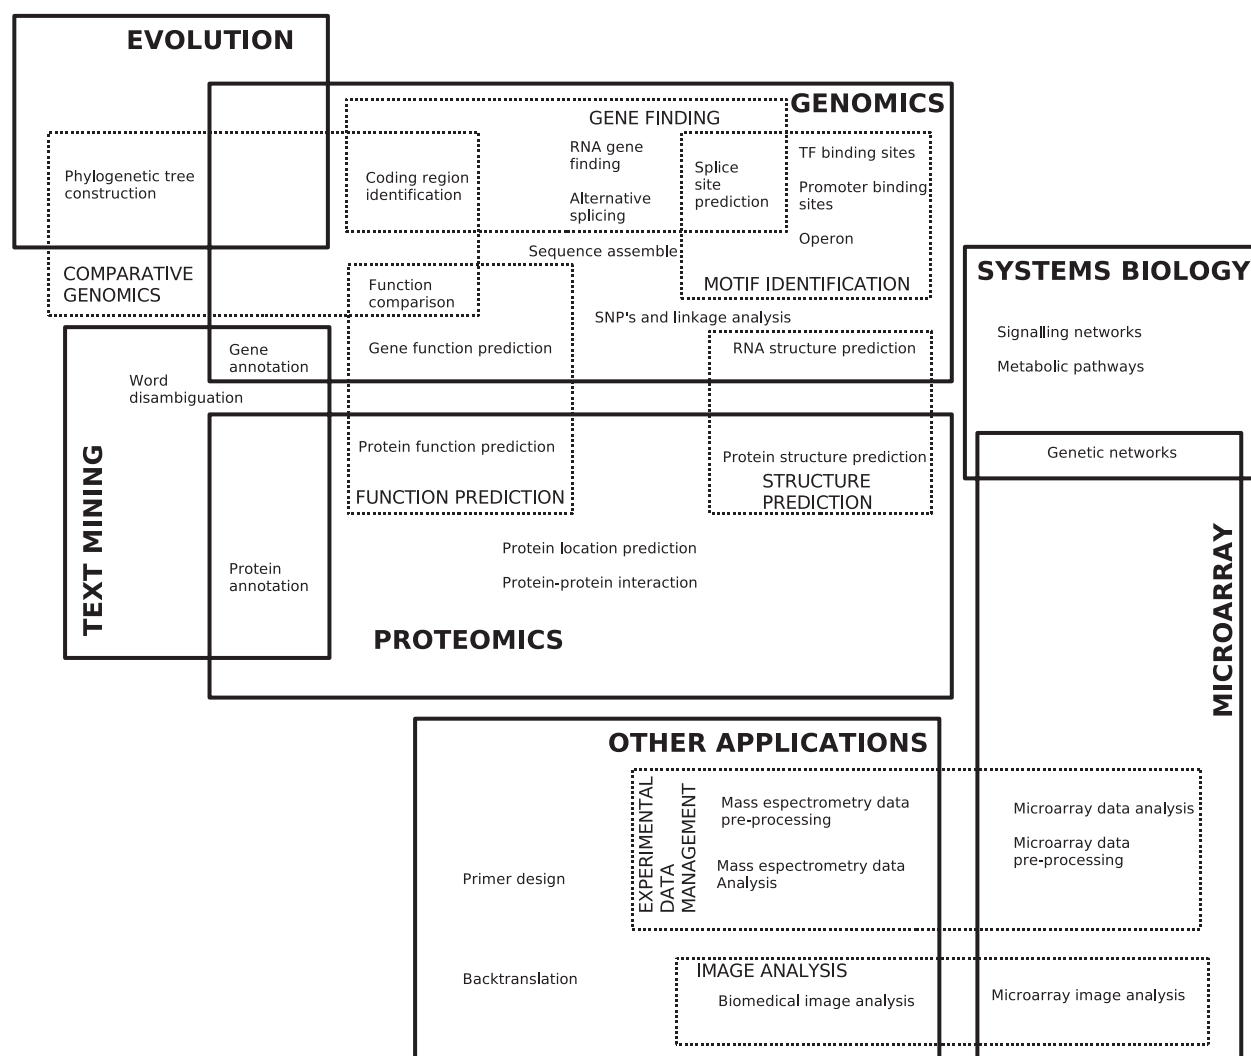 EVOLUTION
GENOMICS
GENE FINDING
RNA gene
finding
Alternative
splicing
Splice
site
prediction
TF binding sites
Promoter binding
sites
Operon
Phylogenetic tree
construction
Coding region
identification
Sequence assemble
COMPARATIVE
GENOMICS
Function
comparison
MOTIF IDENTIFICATION
SYSTEMS BIOLOGY
SNP's and linkage analysis
Signalling networks
Metabolic pathways
Gene
annotation
Gene function prediction
RNA structure prediction
Word
disambiguation
TEXT MINING
Protein function prediction
FUNCTION PREDICTION
Protein structure prediction
STRUCTURE
PREDICTION
Genetic networks
Protein location prediction
Protein-protein interaction
Protein
annotation
PROTEOMICS
MICROARRAY
OTHER APPLICATIONS
EXPERIMENTAL
DATA
MANAGEMENT
Mass espectrometry data
pre-processing
Mass espectrometry data
Analysis
Microarray data analysis
Microarray data
pre-processing
Primer design
Backtranslation
IMAGE ANALYSIS
Biomedical image analysis
Microarray image analysis